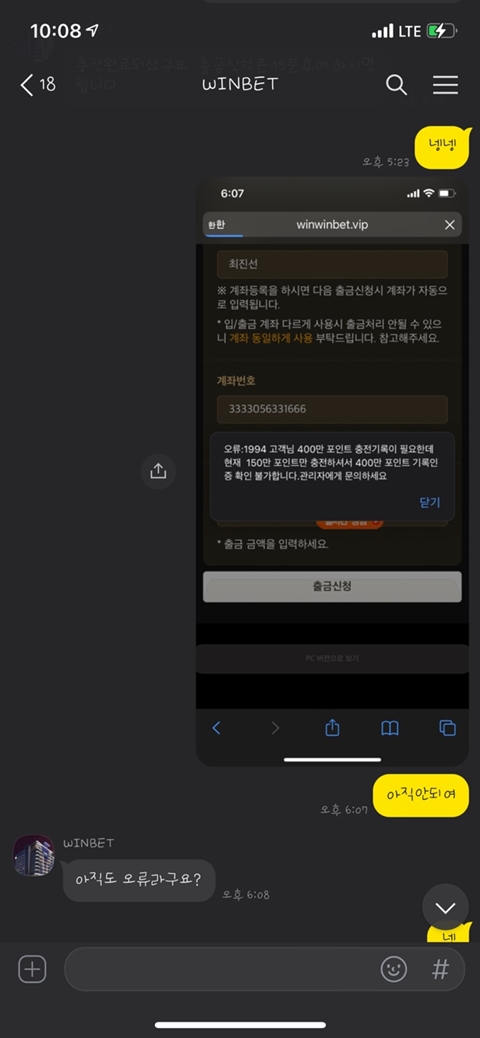 10:08
LTE
18
WINBET
넹넹
오후 5:23
6:07
한한
winwinbet.vip
최진선
※ 계좌등록을 하시면 다음 출금신청시 계좌가 자동으
로 입력됩니다.
* 입/출금 계좌 다르게 사용시 출금처리 안될 수 있으
니 계좌 동일하게 사용 부탁드립니다. 참고해주세요.
계좌번호
3333056331666
오류:1994 고객님 400만 포인트 충전기록이 필요한데
현재 150만 포인트만 충전하셔서 400만 포인트 기록인
증 확인 불가합니다.관리자에게 문의하세요
닫기
* 출금 금액을 입력하세요.
출금신청
PC 버전으로 보기
아직안되여
오후 6:07
WINBET
아직도 오류라구요?
오후 6:08
네
#